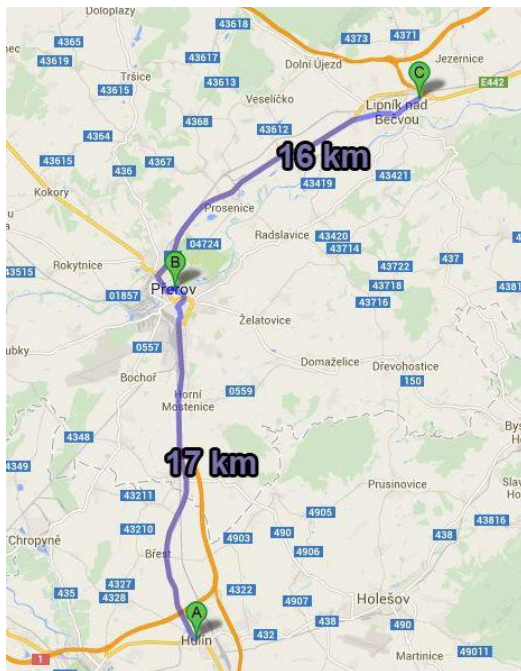 Doloplazy
43618
4365
4373
4371
43619
43617
Dolní Újezd
Jezernice
Tršice
43615
43613
Veselíčko
C
E442
4368
Lipník nad
Bečvou
4364
43612
43615
4367
16 km
436
43421
43419
Kokory
Prosenice
04724
Radslavice
43420
43714
437
43515
Rokytnice
B
43722
01857
Přerov
43718
43716
Želatovice
0557
Domaželice
Dřevohostice
Bochoř
150
0559
Horní
Moštenice
4348
17 km
4349
43211
4905
Prusinovice
43816
Chropyně
43210
4903
490
438
4906
Břest
4327
4322
435
4328
4907
Holešov
A
438
490
Hulín
432
1
Martinice
49011